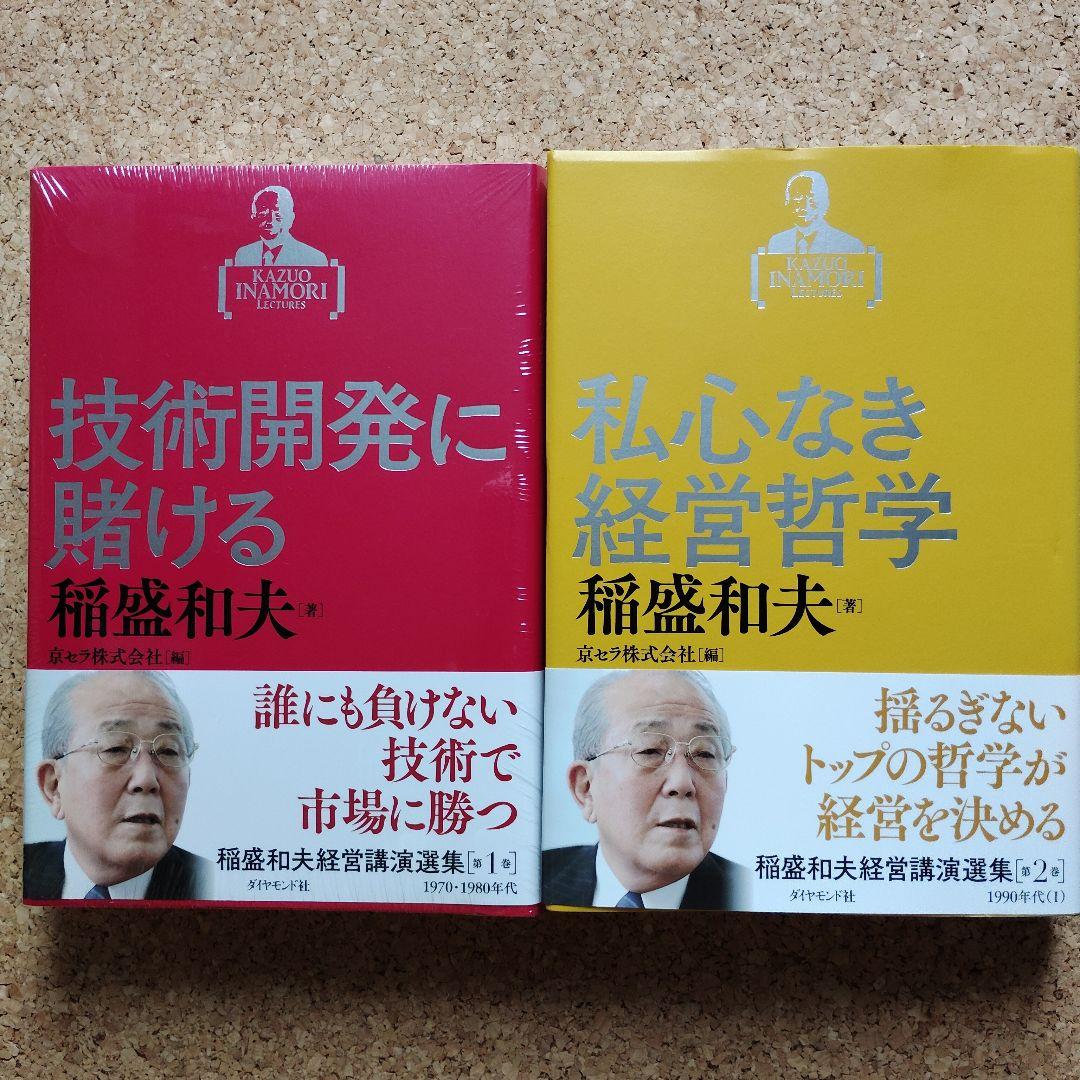 KAZUO
INAMORI
LECTURES
技術開発に
賭ける
稲盛和夫[著]
京セラ株式会社[編]
誰にも負けない
技術で
市場に勝つ
稲盛和夫経営講演選集[第1巻]
ダイヤモンド社 1970・1980年代
KAZUO
INAMORI
LECTURES
私心なき
経営哲学
稲盛和夫[著]
京セラ株式会社[編]
揺るぎない
トップの哲学が
経営を決める
稲盛和夫経営講演選集[第2巻]
ダイヤモンド社 1990年代(I)